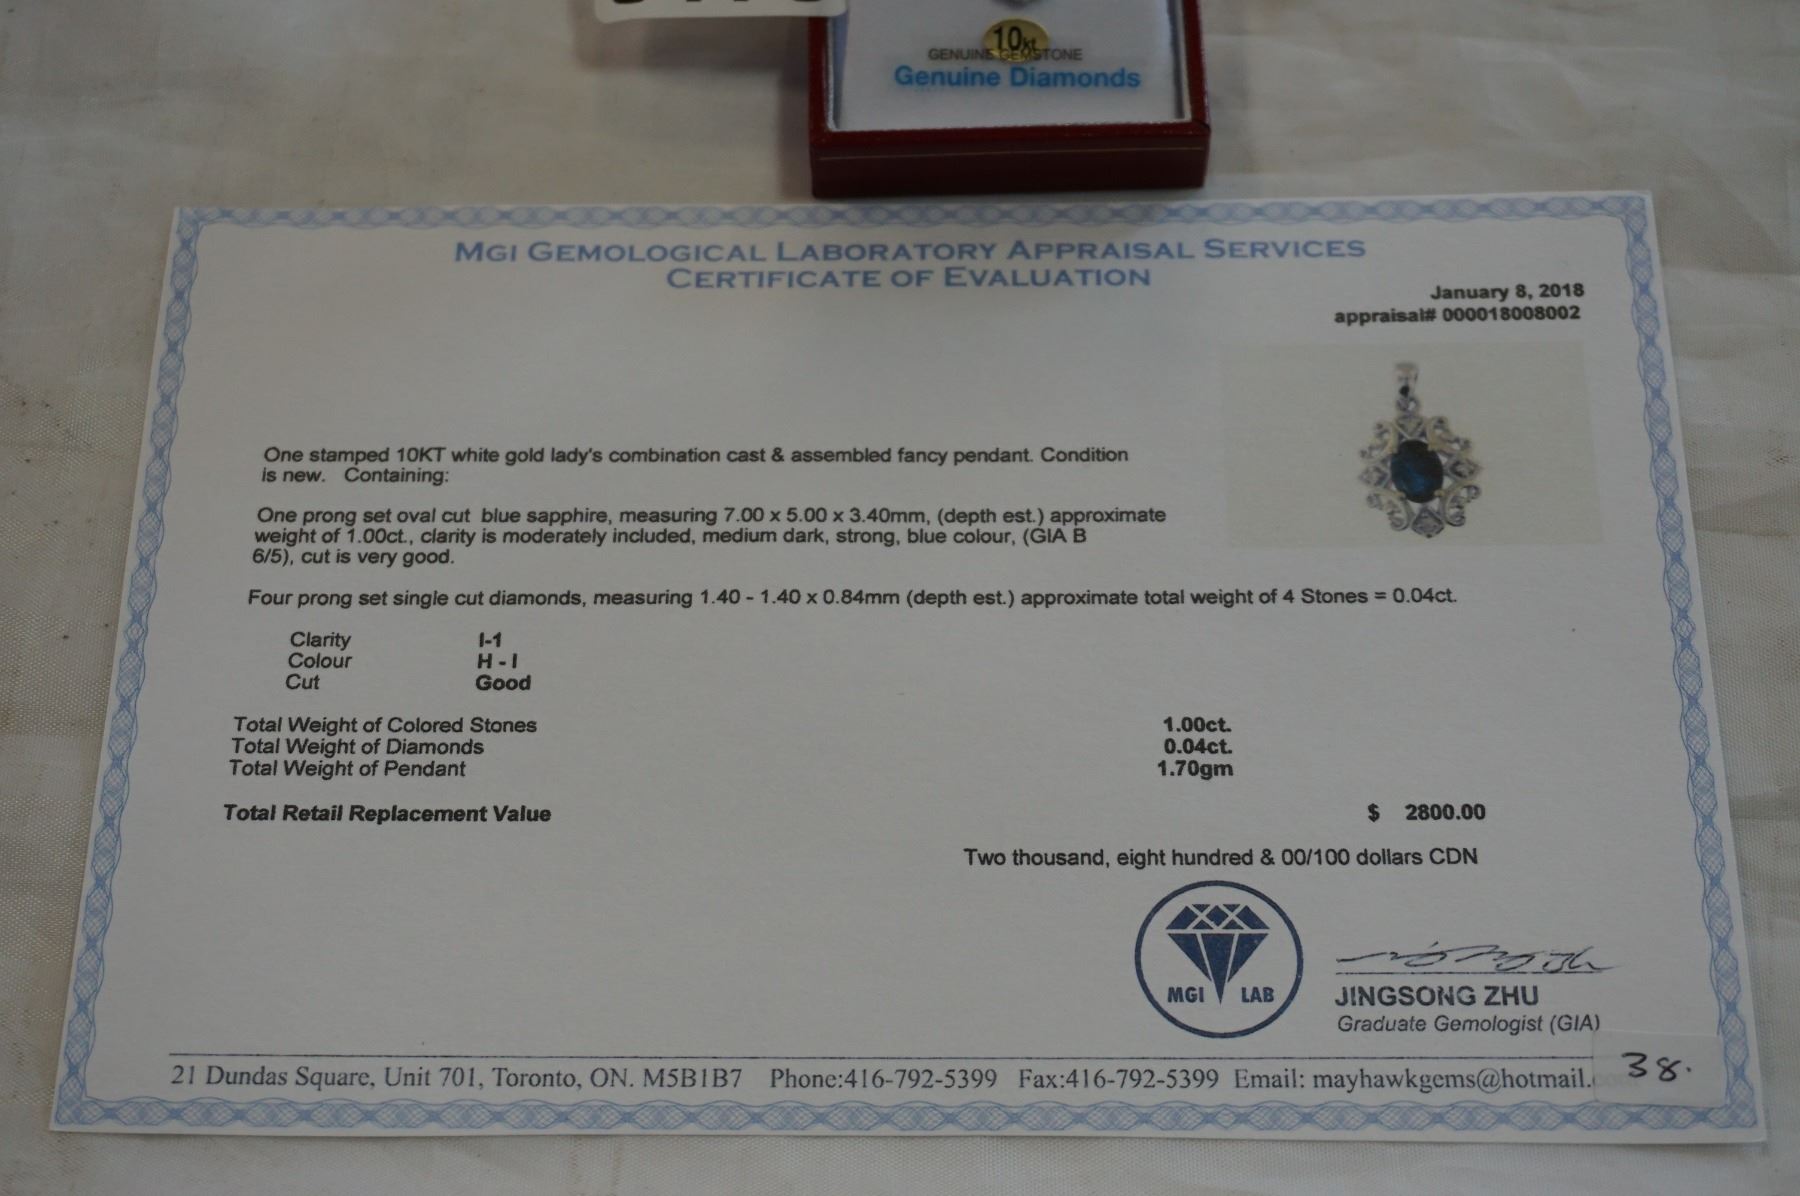 10kt
GENUINE GEMSTONE
Genuine Diamonds
MGI GEMOLOGICAL LABORATORY APPRAISAL SERVICES
CERTIFICATE OF EVALUATION
January 8, 2018
appraisal# 000018008002
One stamped 10KT white gold lady's combination cast & assembled fancy pendant. Condition
is new. Containing:
One prong set oval cut blue sapphire, measuring 7.00 x 5.00 x 3.40mm, (depth est.) approximate
weight of 1.00ct., clarity is moderately included, medium dark, strong, blue colour, (GIA B
6/5), cut is very good.
Four prong set single cut diamonds, measuring 1.40 - 1.40 x 0.84mm (depth est.) approximate total weight of 4 Stones = 0.04ct.
Clarity I-1
Colour H - I
Cut Good
Total Weight of Colored Stones 1.00ct.
Total Weight of Diamonds 0.04ct.
Total Weight of Pendant 1.70gm
Total Retail Replacement Value $ 2800.00
Two thousand, eight hundred & 00/100 dollars CDN
MGI LAB
JINGSONG ZHU
Graduate Gemologist (GIA)
21 Dundas Square, Unit 701, Toronto, ON. M5B1B7 Phone:416-792-5399 Fax:416-792-5399 Email: mayhawkgems@hotmail.
38.